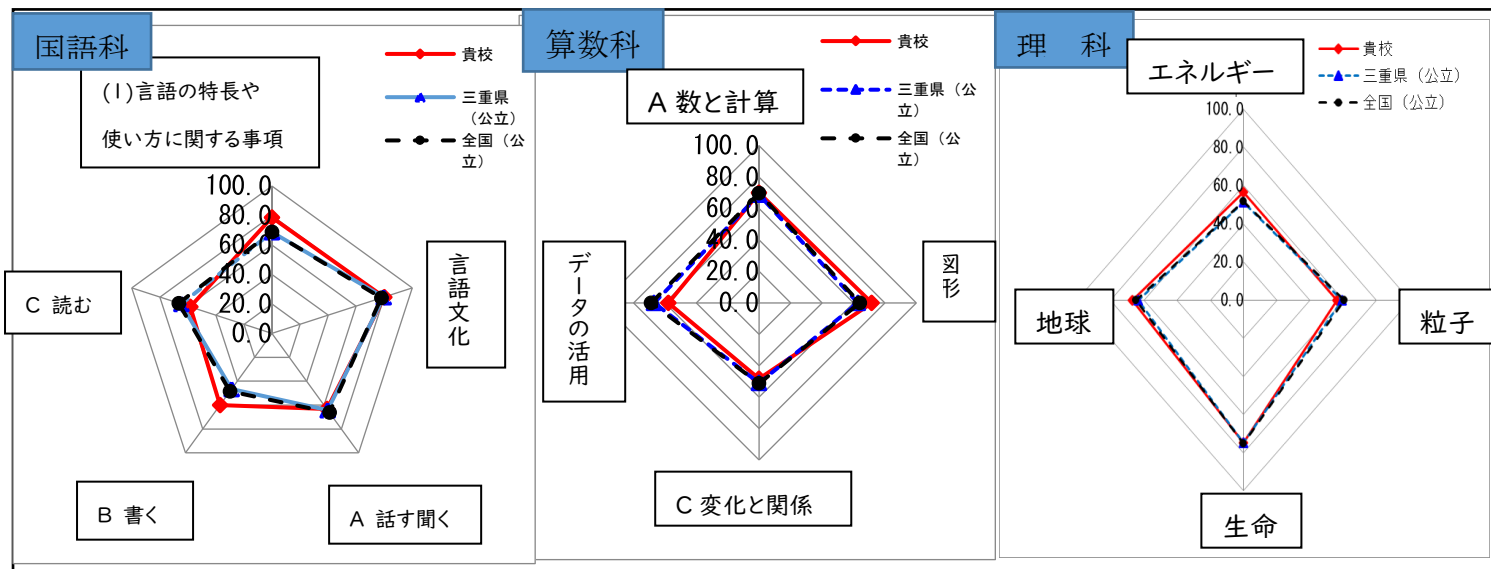 国語科
貴校
三重県
(公立)
全国（公
立）
(1)言語の特長や
使い方に関する事項
100.0
80.0
60.0
40.0
20.0
0.0
言語文化
A 話す聞く
B 書く
C 読む
算数科
貴校
三重県（公
立）
全国（公
立）
A 数と計算
100.0
80.0
60.0
40.0
20.0
0.0
図形
C 変化と関係
データの活用
理 科
貴校
三重県（公立）
全国（公立）
エネルギー
100.0
80.0
60.0
40.0
20.0
0.0
粒子
生命
地球